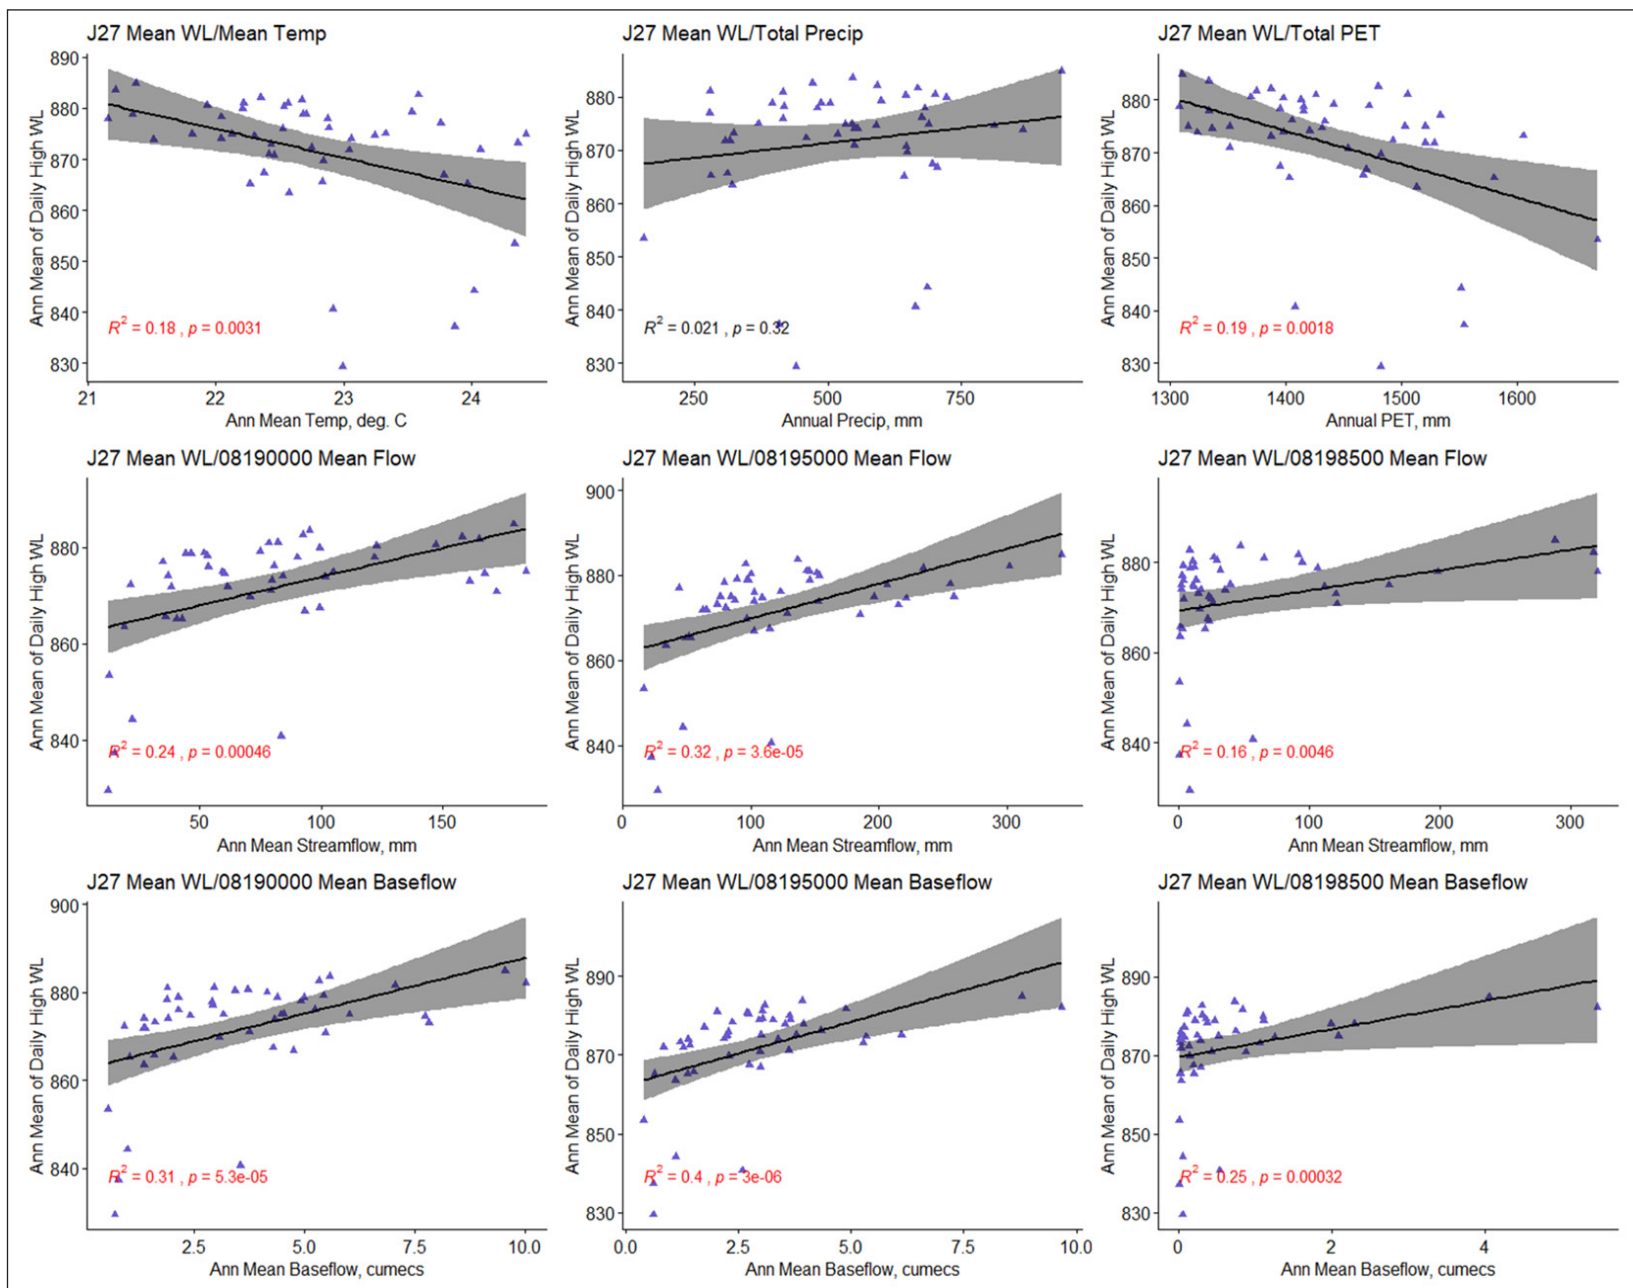 J27 Mean WL/Mean Temp
Ann Mean of Daily High WL
890
880
870
860
850
840
830
R² = 0.18 , p = 0.0031
21 22 23 24
Ann Mean Temp, deg. C
J27 Mean WL/Total Precip
Ann Mean of Daily High WL
880
870
860
850
840
830
R² = 0.021 , p = 0.32
250 500 750
Annual Precip, mm
J27 Mean WL/Total PET
Ann Mean of Daily High WL
880
870
860
850
840
830
R² = 0.19 , p = 0.0018
1300 1400 1500 1600
Annual PET, mm
J27 Mean WL/08190000 Mean Flow
Ann Mean of Daily High WL
880
860
840
R² = 0.24 , p = 0.00046
50 100 150
Ann Mean Streamflow, mm
J27 Mean WL/08195000 Mean Flow
Ann Mean of Daily High WL
900
880
860
840
R² = 0.32 , p = 3.6e-05
0 100 200 300
Ann Mean Streamflow, mm
J27 Mean WL/08198500 Mean Flow
Ann Mean of Daily High WL
880
860
840
R² = 0.16 , p = 0.0046
0 100 200 300
Ann Mean Streamflow, mm
J27 Mean WL/08190000 Mean Baseflow
Ann Mean of Daily High WL
900
880
860
840
R² = 0.31 , p = 5.3e-05
2.5 5.0 7.5 10.0
Ann Mean Baseflow, cumecs
J27 Mean WL/08195000 Mean Baseflow
Ann Mean of Daily High WL
890
870
850
830
R² = 0.4 , p = 3e-06
0.0 2.5 5.0 7.5 10.0
Ann Mean Baseflow, cumecs
J27 Mean WL/08198500 Mean Baseflow
Ann Mean of Daily High WL
890
870
850
830
R² = 0.25 , p = 0.00032
0 2 4
Ann Mean Baseflow, cumecs